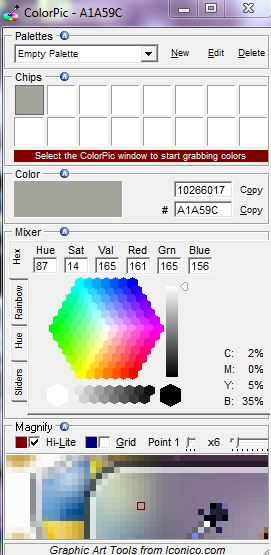 ColorPic - A1A59C
Palettes
Empty Palette New Edit Delete
Chips
Select the ColorPic window to start grabbing colors
Color
10266017 Copy
# A1A59C Copy
Mixer
Hex
Rainbow
Hue
Sliders
Hue Sat Val Red Grn Blue
87 14 165 161 165 156
C: 2%
M: 0%
Y: 5%
B: 35%
Magnify
Hi-Lite Grid Point 1 x6
Graphic Art Tools from Iconico.com